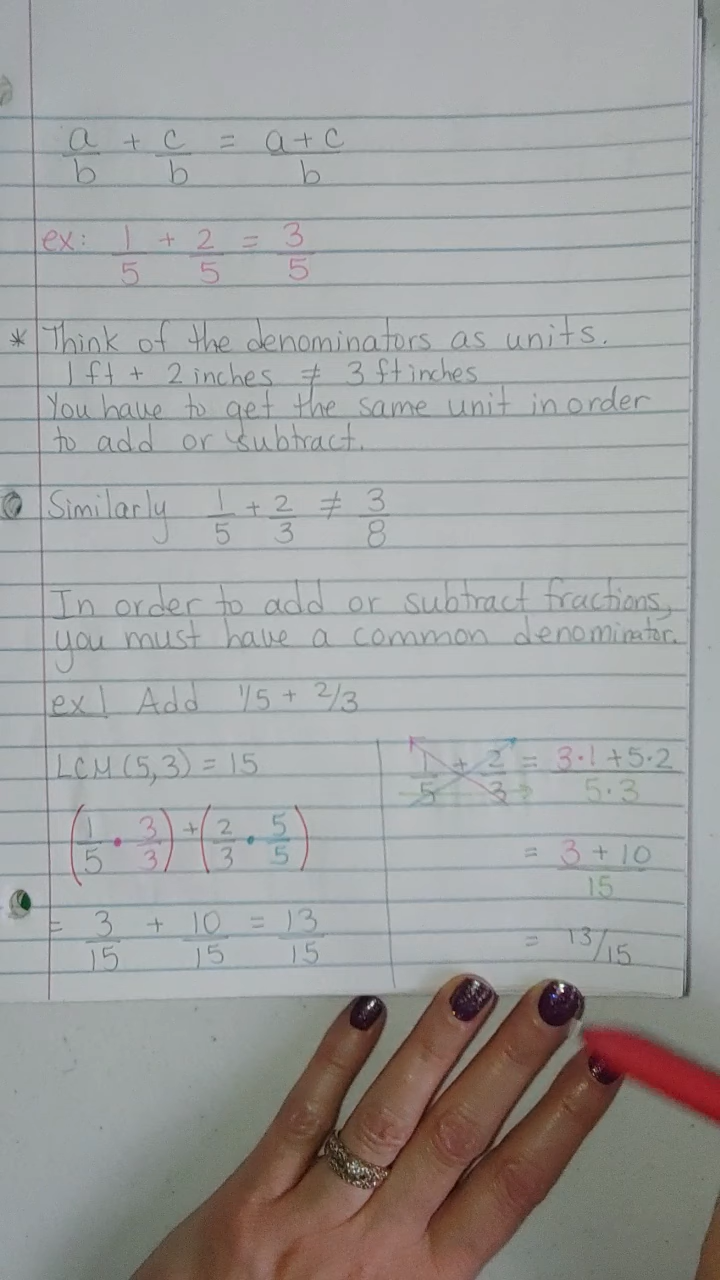 a/b + c/b = a+c/b
ex: 1/5 + 2/5 = 3/5
* Think of the denominators as units.
1 ft + 2 inches ≠ 3 ft inches
You have to get the same unit in order
to add or subtract.
Similarly 1/5 + 2/3 ≠ 3/8
In order to add or subtract fractions,
you must have a common denominator.
ex 1 Add 1/5 + 2/3
LCM (5,3) = 15
(1/5 • 3/3) + (2/3 • 5/5)
= 3/15 + 10/15 = 13/15
1/5 + 2/3 = 3·1 + 5·2/5·3
= 3 + 10/15
= 13/15